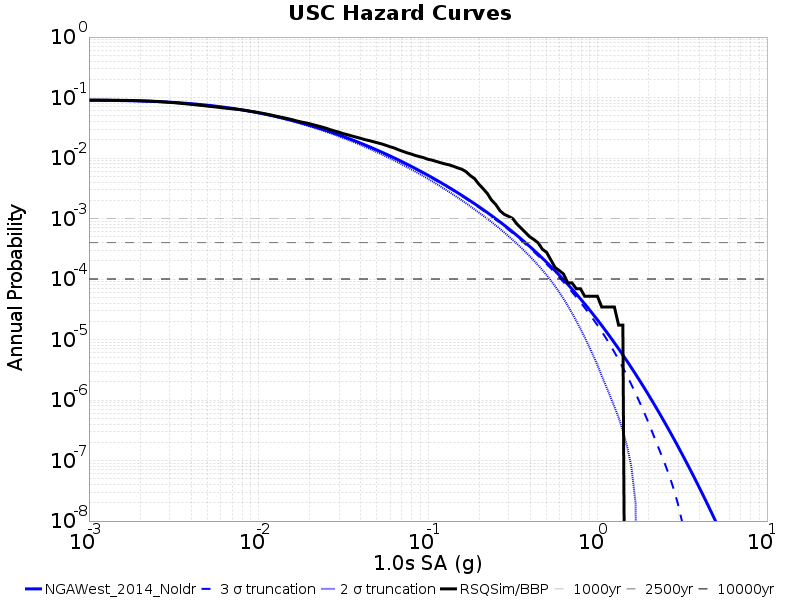 USC Hazard Curves
10^0
10^-1
10^-2
10^-3
10^-4
10^-5
10^-6
10^-7
10^-8
Annual Probability
10^-3 10^-2 10^-1 10^0 10^1
1.0s SA (g)
NGAWest_2014_NoIdr 3 σ truncation 2 σ truncation RSQSim/BBP 1000yr 2500yr 10000yr